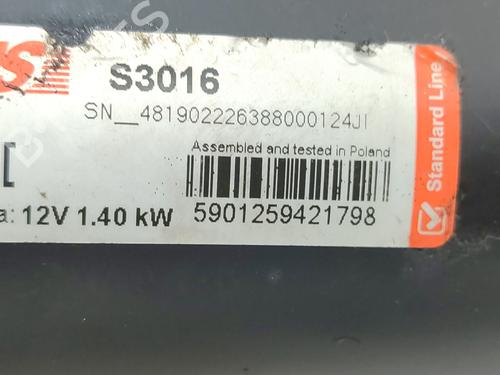 S3016
SN__481902226388000124JI
Assembled and tested in Poland
12V 1.40 kW
5901259421798
Standard Line